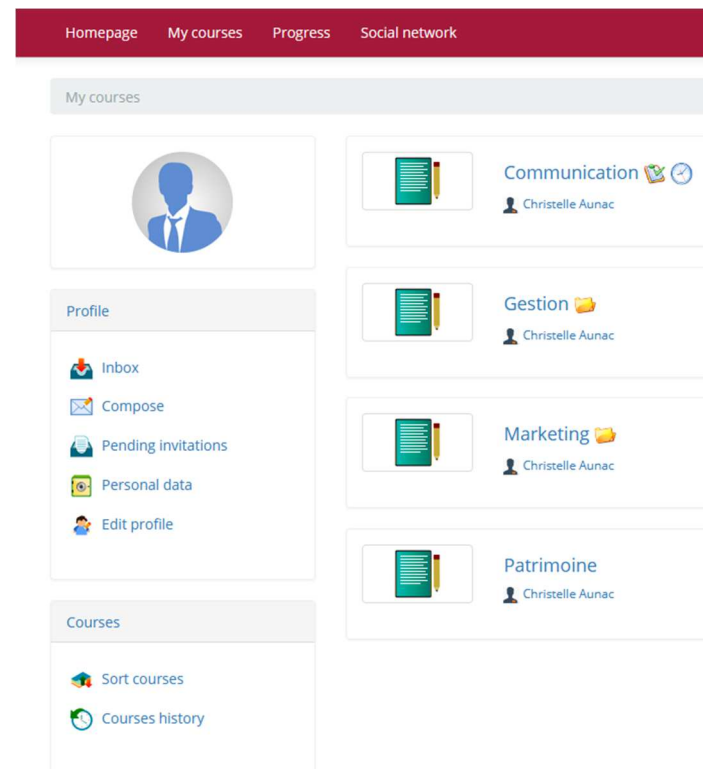 Homepage My courses Progress Social network
My courses
Profile
Inbox
Compose
Pending invitations
Personal data
Edit profile
Courses
Sort courses
Courses history
Communication
Christelle Aunac
Gestion
Christelle Aunac
Marketing
Christelle Aunac
Patrimoine
Christelle Aunac